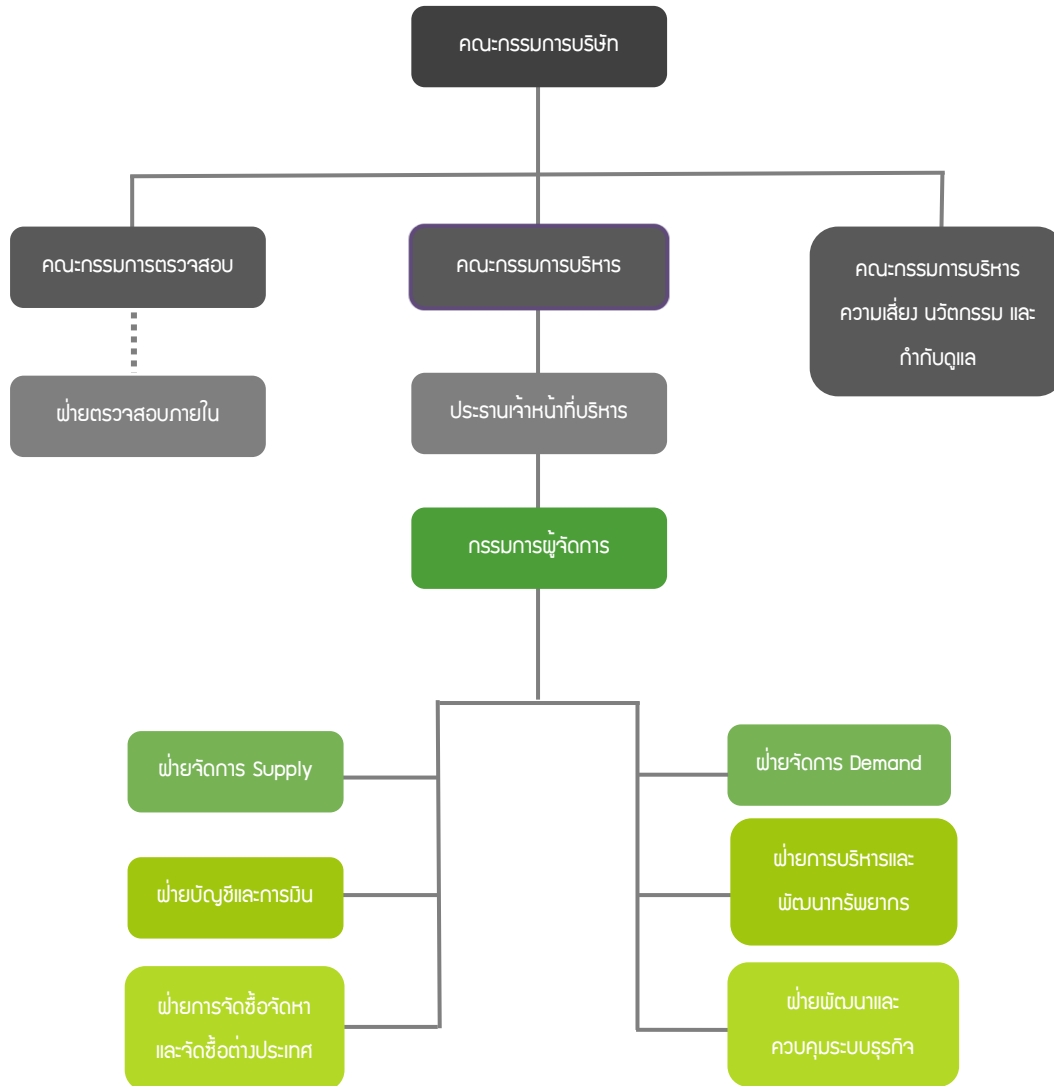 คณะกรรมการบริษัท
คณะกรรมการตรวจสอบ
คณะกรรมการบริหาร
คณะกรรมการบริหาร
ความเสี่ยง นวัตกรรม และ
กำกับดูแล
ฝ่ายตรวจสอบภายใน
ประธานเจ้าหน้าที่บริหาร
กรรมการผู้จัดการ
ฝ่ายจัดการ Supply
ฝ่ายจัดการ Demand
ฝ่ายบัญชีและการเงิน
ฝ่ายการบริหารและ
พัฒนาทรัพยากร
ฝ่ายการจัดซื้อจัดหา
และจัดซื้อต่างประเทศ
ฝ่ายพัฒนาและ
ควบคุมระบบธุรกิจ